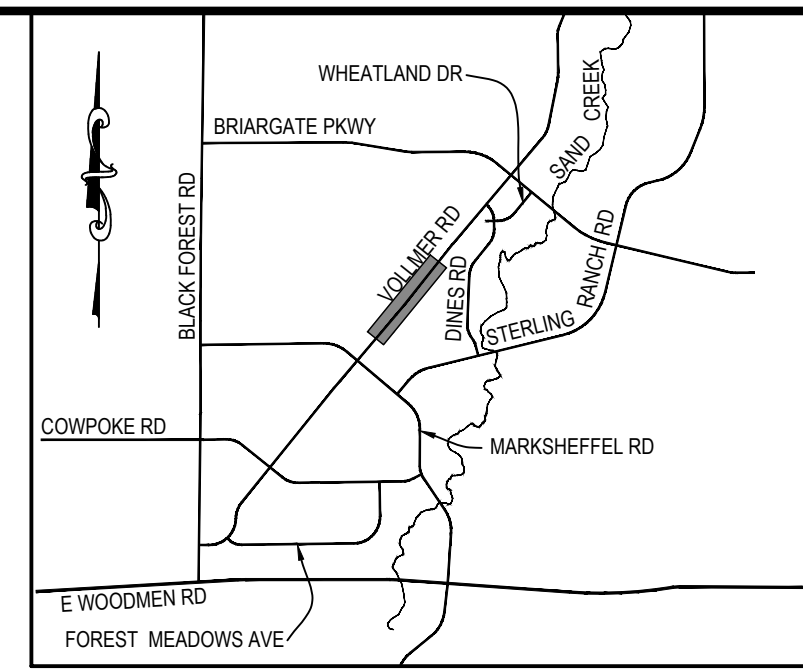 WHEATLAND DR
SAND CREEK
BRIARGATE PKWY
BLACK FOREST RD
VOLLMER RD
DINES RD
STERLING RANCH RD
COWPOKE RD
MARKSHEFFEL RD
E WOODMEN RD
FOREST MEADOWS AVE